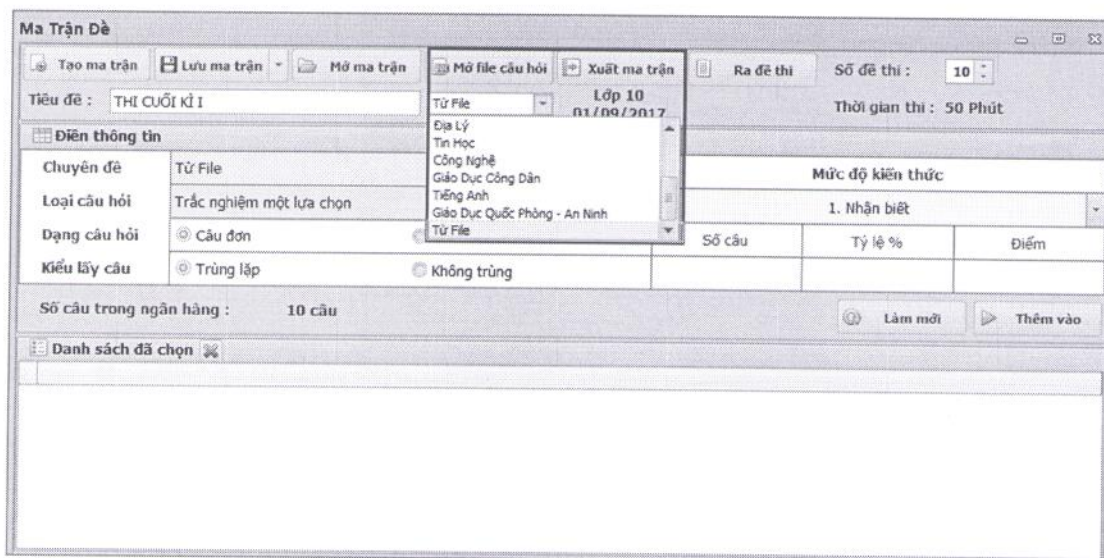 Ma Trận Đề
Tạo ma trận Lưu ma trận Mở ma trận Mở file câu hỏi Xuất ma trận Ra đề thi Số đề thi : 10
Tiêu đề : THI CUỐI KÌ I Từ File Lớp 10 Thời gian thi : 50 Phút
01/09/2017
Điền thông tin
Địa Lý
Tin Học
Công Nghệ
Giáo Dục Công Dân
Tiếng Anh
Giáo Dục Quốc Phòng - An Ninh
Từ File
Chuyên đề Từ File Mức độ kiến thức
Loại câu hỏi Trắc nghiệm một lựa chọn 1. Nhận biết
Dạng câu hỏi Câu đơn Số câu Tỷ lệ % Điểm
Kiểu lấy câu Trùng lặp Không trùng
Số câu trong ngân hàng : 10 câu Làm mới Thêm vào
Danh sách đã chọn